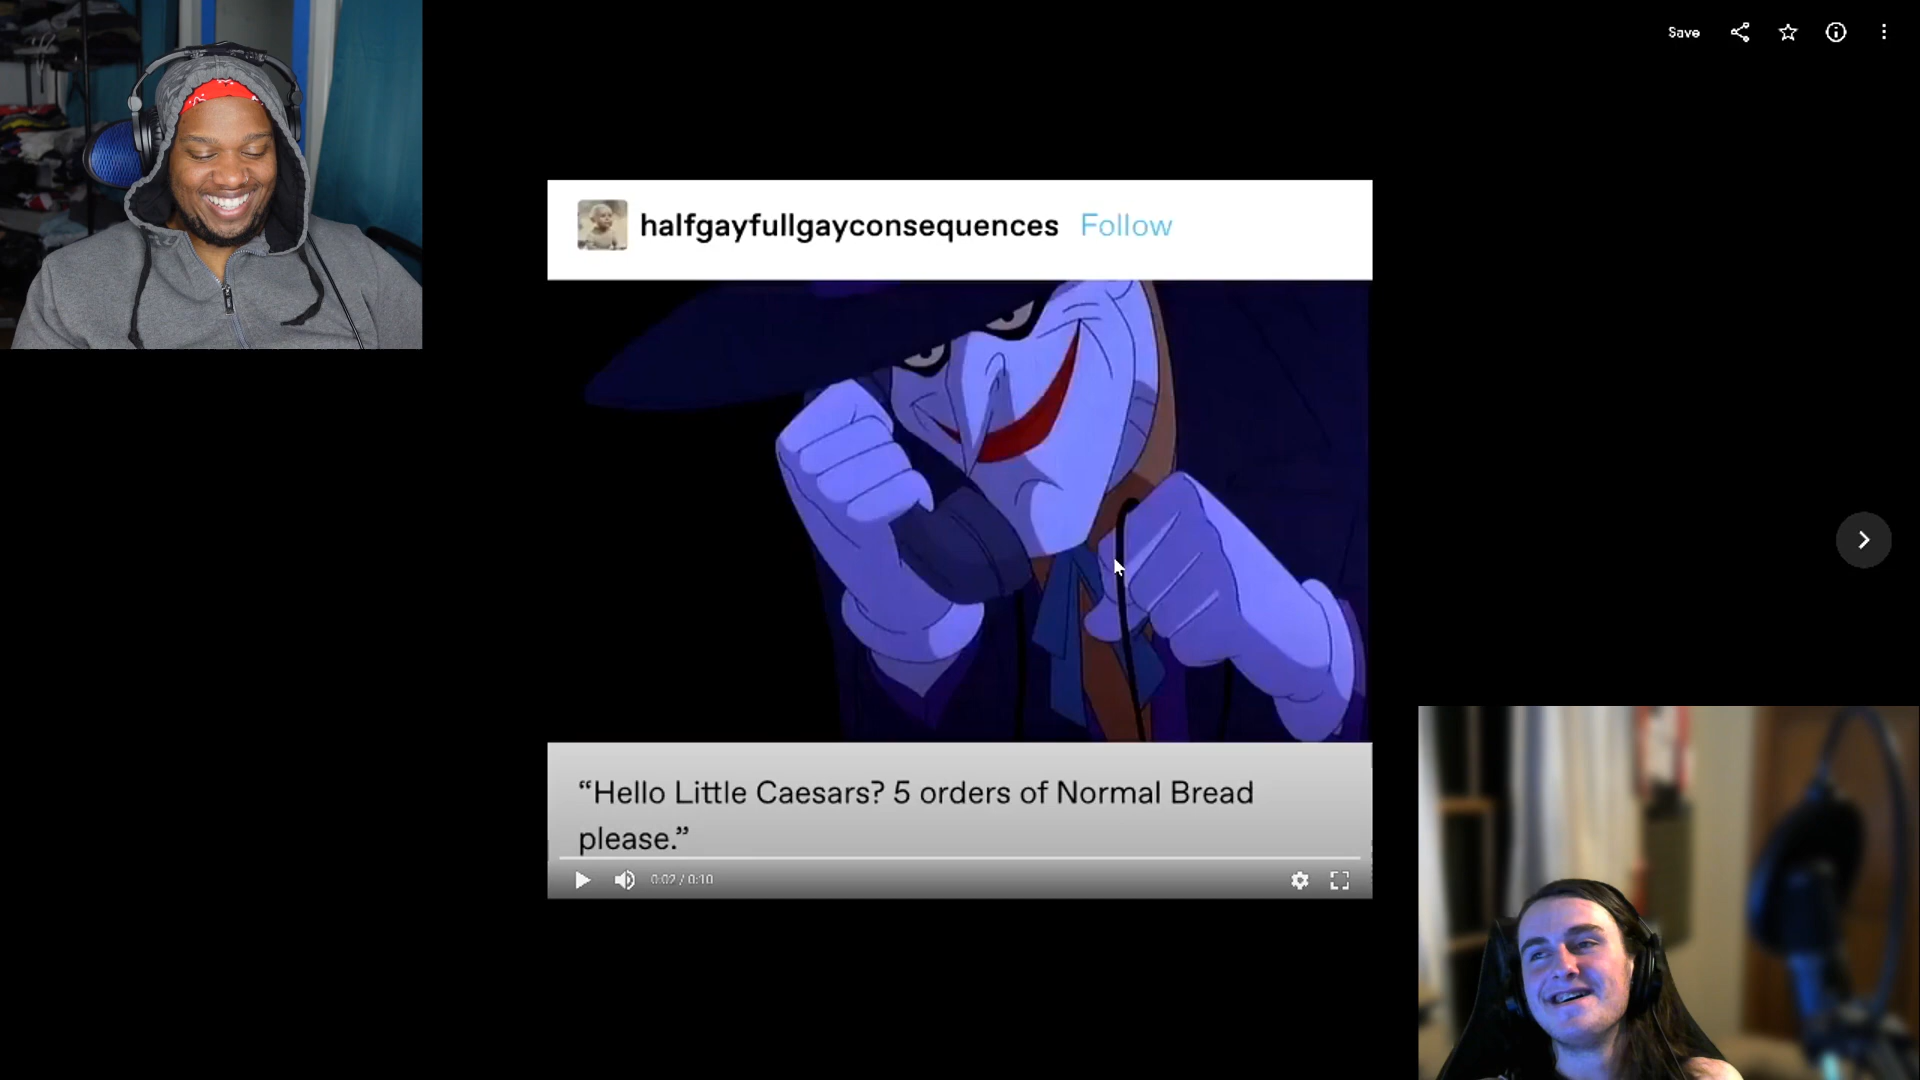 Save
halfgayfullgayconsequences Follow
“Hello Little Caesars? 5 orders of Normal Bread
please.”
0:02 / 0:10